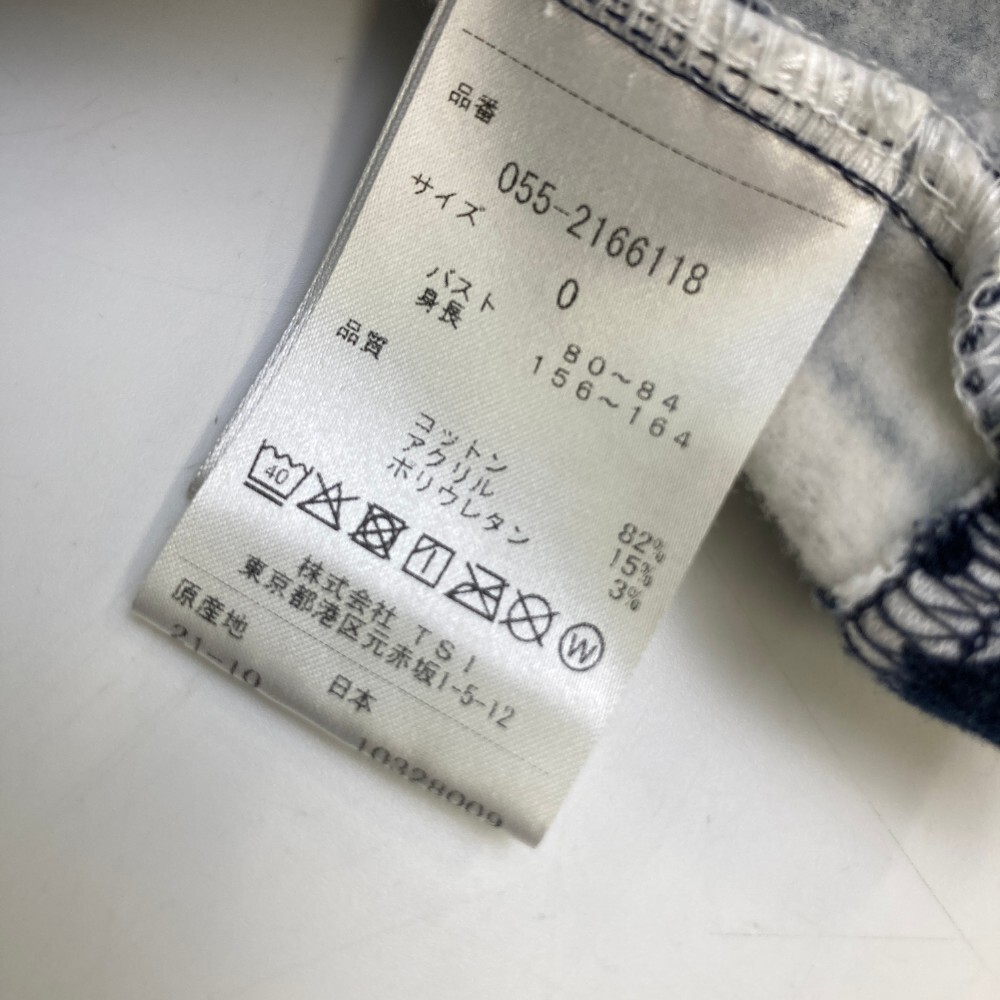 品番
055-2166118
サイズ
0
バスト 80～84
身長 156～164
品質
コットン 82%
アクリル 15%
ポリウレタン 3%
40
W
株式会社 TSI
東京都港区元赤坂1-5-12
原産地 日本
21-10 10328009